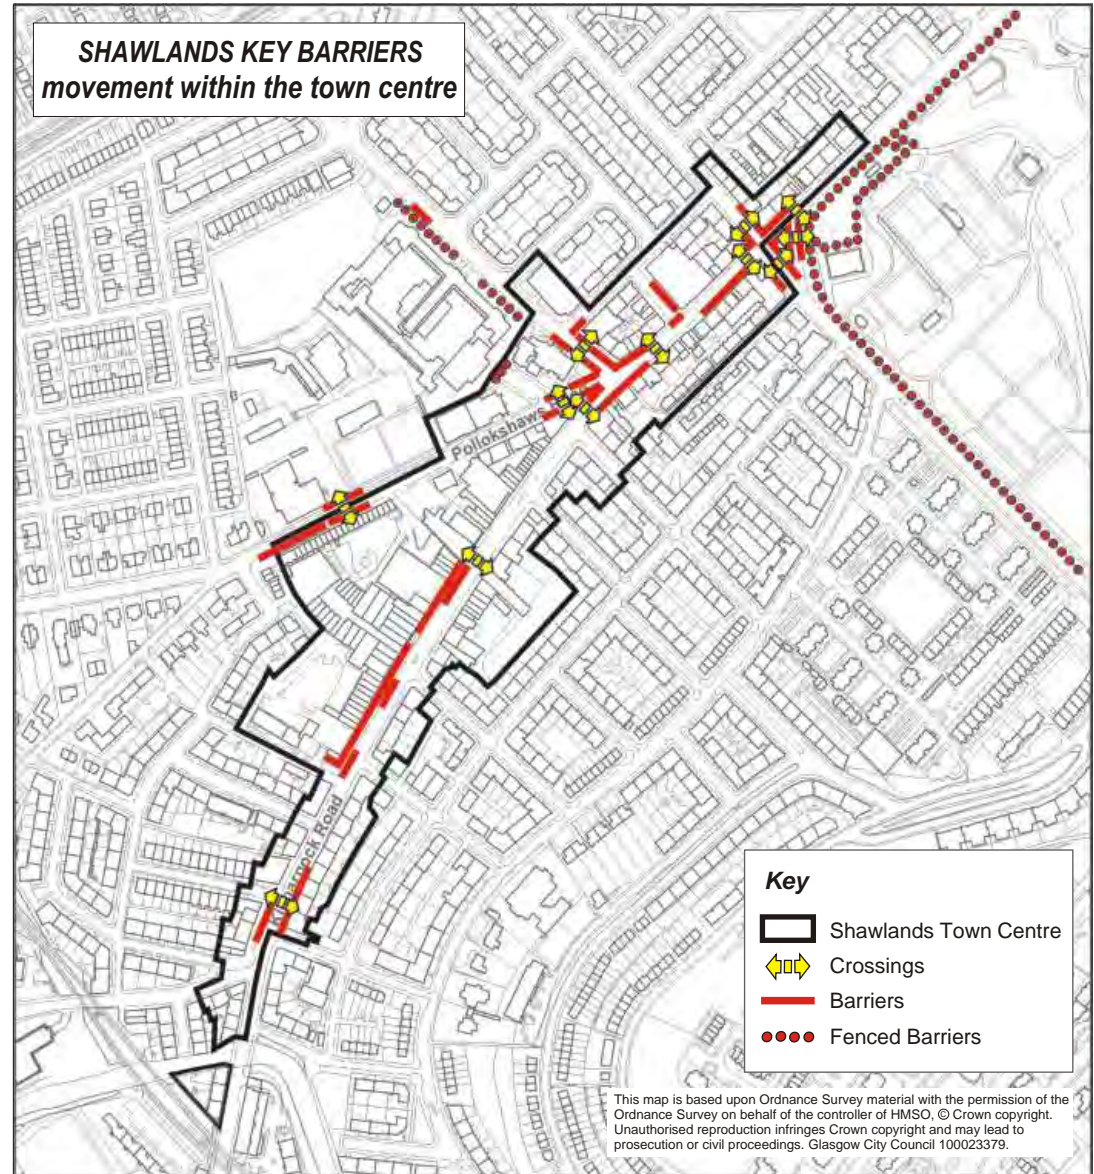 SHAWLANDS KEY BARRIERS
movement within the town centre
Pollokshaws
Road
Key
Shawlands Town Centre
Crossings
Barriers
Fenced Barriers
This map is based upon Ordnance Survey material with the permission of the
Ordnance Survey on behalf of the controller of HMSO, © Crown copyright.
Unauthorised reproduction infringes Crown copyright and may lead to
prosecution or civil proceedings. Glasgow City Council 100023379.